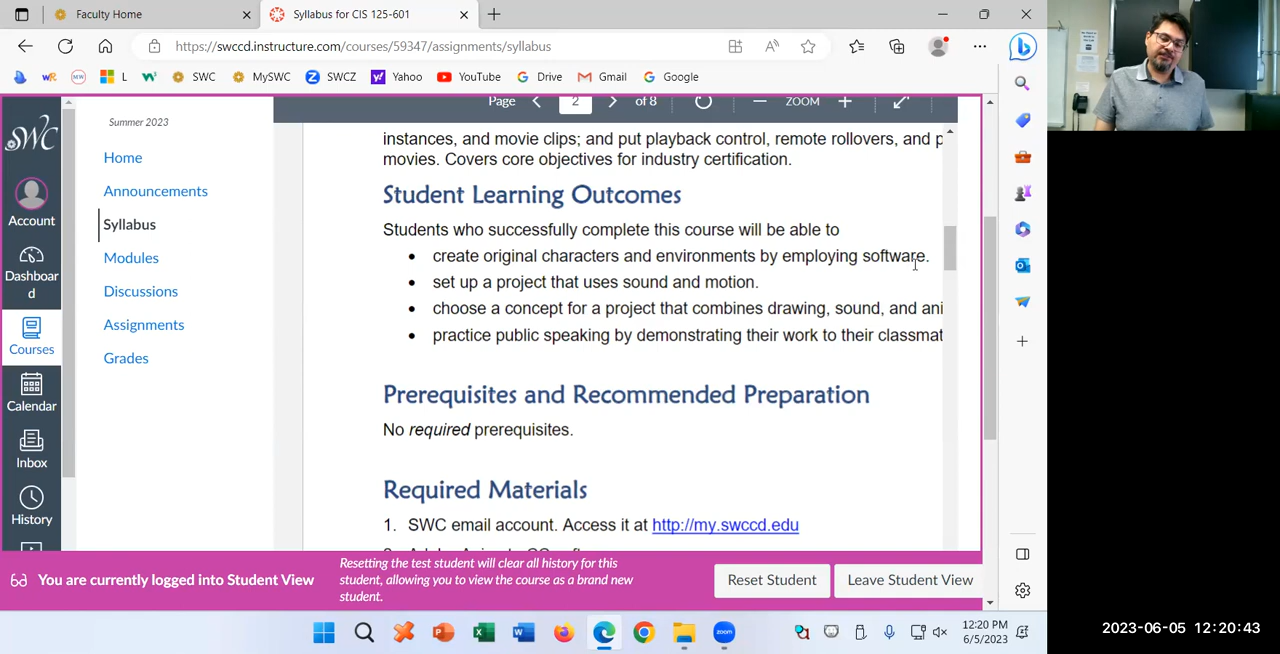 Faculty Home
Syllabus for CIS 125-601
https://swccd.instructure.com/courses/59347/assignments/syllabus
L
SWC
MySWC
SWCZ
Yahoo
YouTube
Drive
Gmail
Google
SWC
Account
Dashboar
d
Courses
Calendar
Inbox
History
Summer 2023
Home
Announcements
Syllabus
Modules
Discussions
Assignments
Grades
Page 2 of 8 ZOOM
instances, and movie clips; and put playback control, remote rollovers, and p
movies. Covers core objectives for industry certification.
Student Learning Outcomes
Students who successfully complete this course will be able to
• create original characters and environments by employing software.
• set up a project that uses sound and motion.
• choose a concept for a project that combines drawing, sound, and ani
• practice public speaking by demonstrating their work to their classmat
Prerequisites and Recommended Preparation
No required prerequisites.
Required Materials
1. SWC email account. Access it at http://my.swccd.edu
You are currently logged into Student View
Resetting the test student will clear all history for this
student, allowing you to view the course as a brand new
student.
Reset Student
Leave Student View
zoom
12:20 PM
6/5/2023
2023-06-05 12:20:43